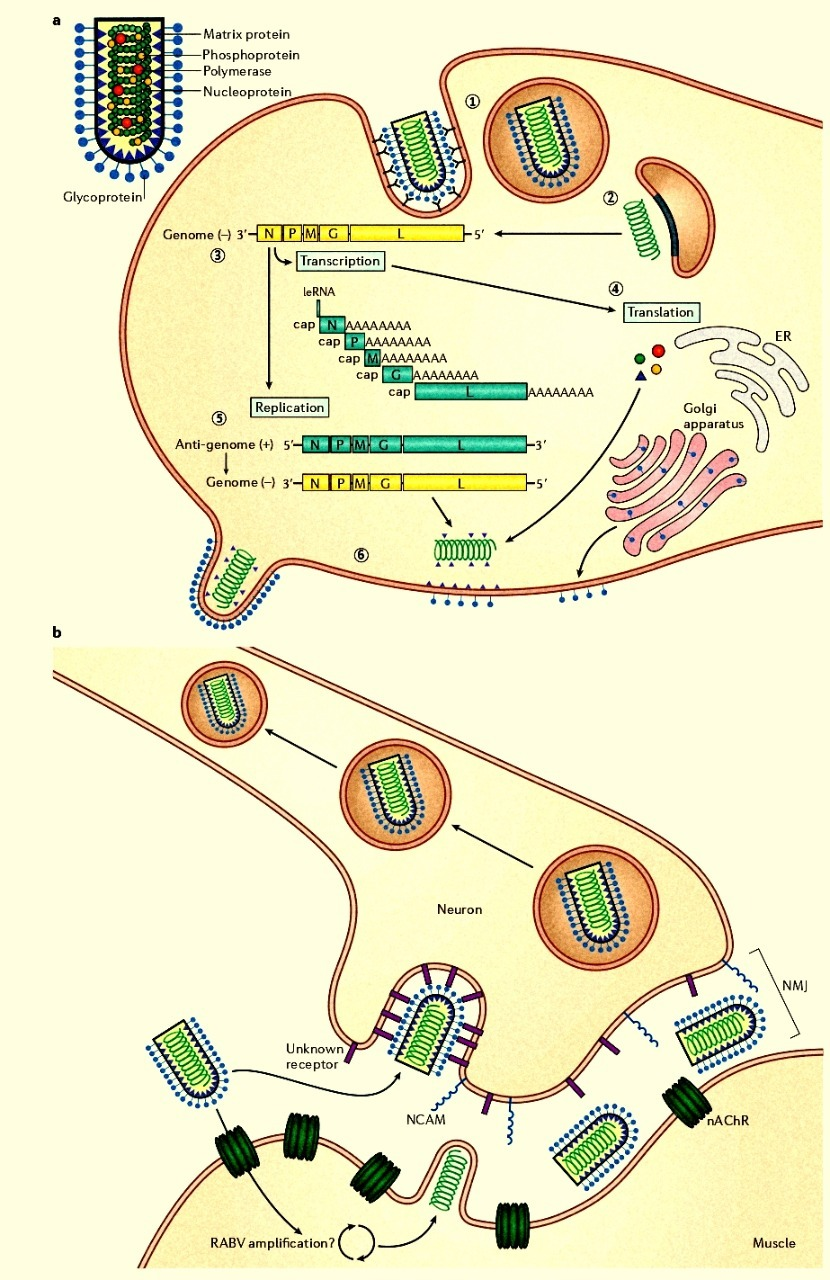 a
Matrix protein
Phosphoprotein
Polymerase
Nucleoprotein
Glycoprotein
①
②
Genome (–) 3′ N P M G L 5′
③
Transcription
④
leRNA
Translation
cap N AAAAAAAA
cap P AAAAAAAA
cap M AAAAAAAA
cap G AAAAAAAA
cap L AAAAAAAA
ER
Replication
Golgi
apparatus
⑤
Anti-genome (+) 5′ N P M G L 3′
Genome (–) 3′ N P M G L 5′
⑥
b
Neuron
NMJ
Unknown
receptor
NCAM
nAChR
RABV amplification?
Muscle